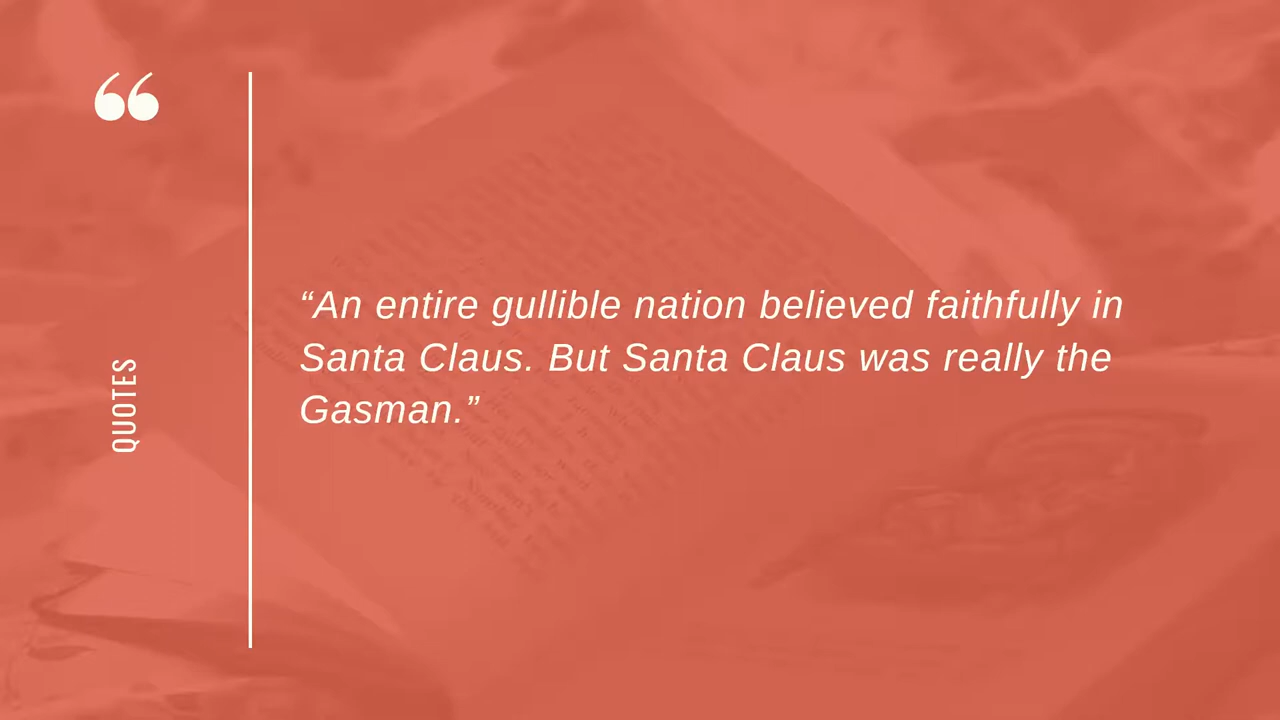 ❝
QUOTES
“An entire gullible nation believed faithfully in
Santa Claus. But Santa Claus was really the
Gasman.”